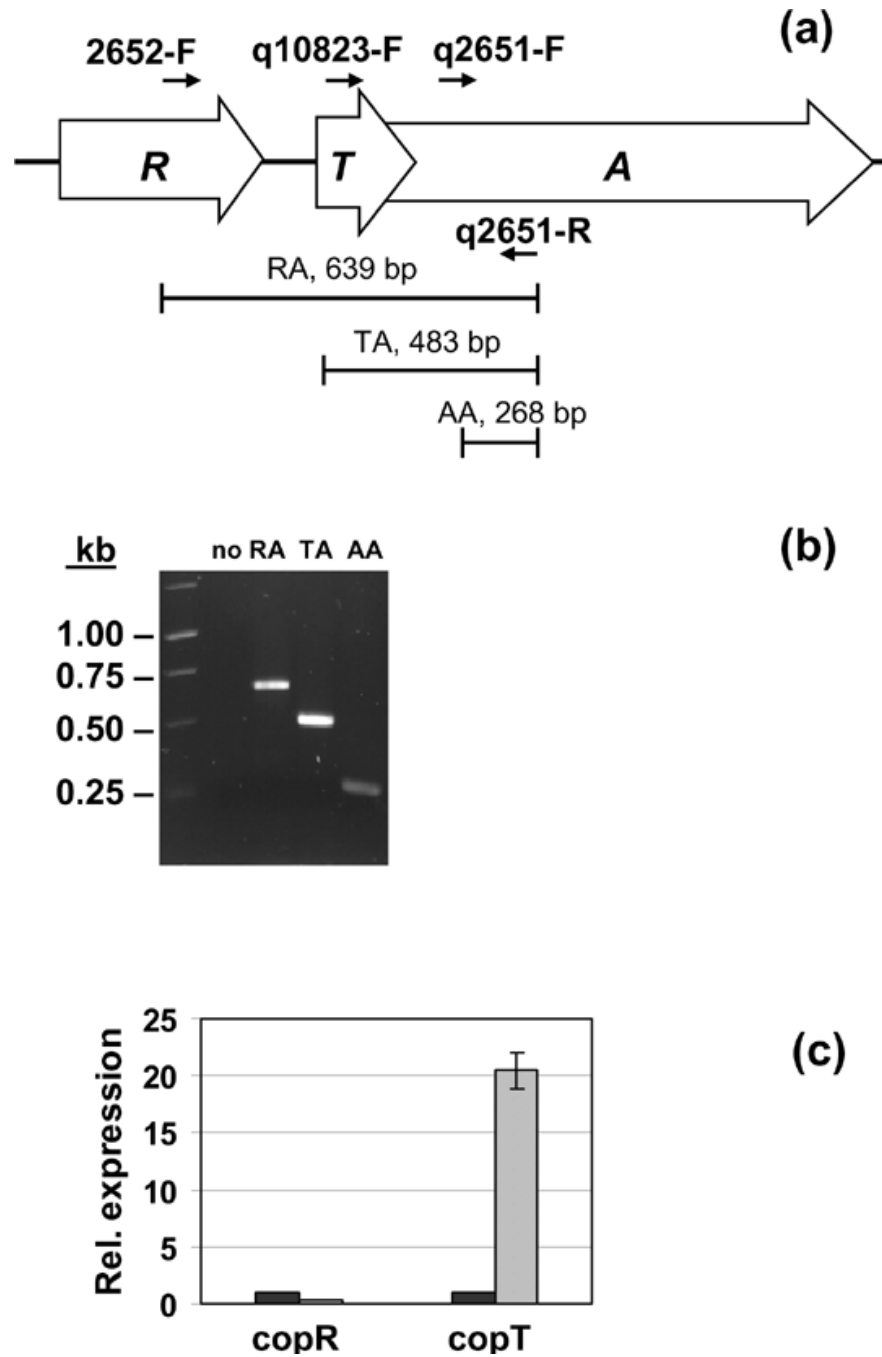 (a)
2652-F q10823-F q2651-F
R T A
q2651-R
RA, 639 bp
TA, 483 bp
AA, 268 bp
(b)
kb no RA TA AA
1.00 –
0.75 –
0.50 –
0.25 –
(c)
Rel. expression
25
20
15
10
5
0
copR copT